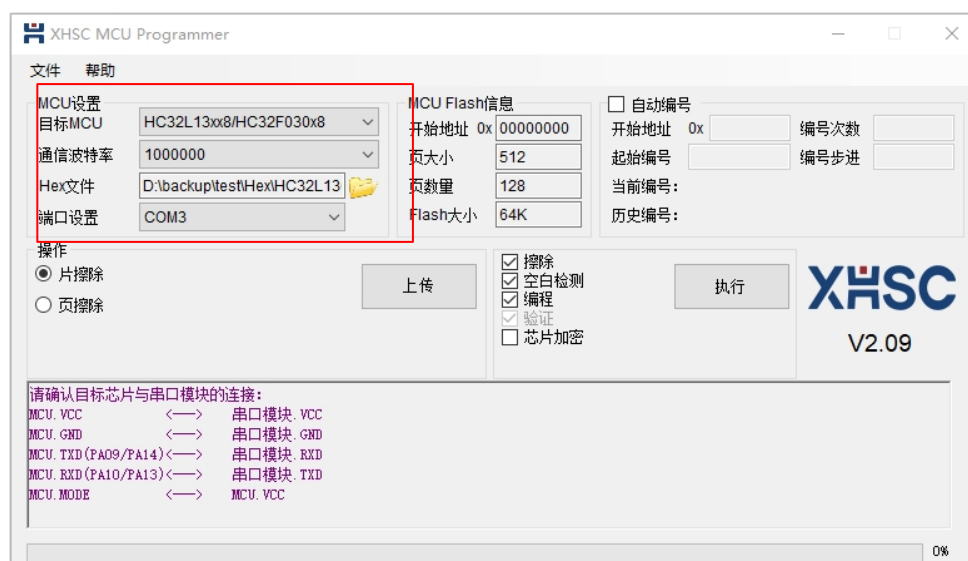 XHSC MCU Programmer
文件 帮助
MCU设置
目标MCU HC32L13xx8/HC32F030x8
通信波特率 1000000
Hex文件 D:\backup\test\Hex\HC32L13
端口设置 COM3
MCU Flash信息
开始地址 0x 00000000
页大小 512
页数量 128
Flash大小 64K
自动编号
开始地址 0x 编号次数
起始编号 编号步进
当前编号:
历史编号:
操作
片擦除
页擦除
上传
擦除
空白检测
编程
验证
芯片加密
执行
XHSC
V2.09
请确认目标芯片与串口模块的连接:
MCU.VCC <——> 串口模块.VCC
MCU.GND <——> 串口模块.GND
MCU.TXD(PA09/PA14)<——> 串口模块.RXD
MCU.RXD(PA10/PA13)<——> 串口模块.TXD
MCU.MODE <——> MCU.VCC
0%